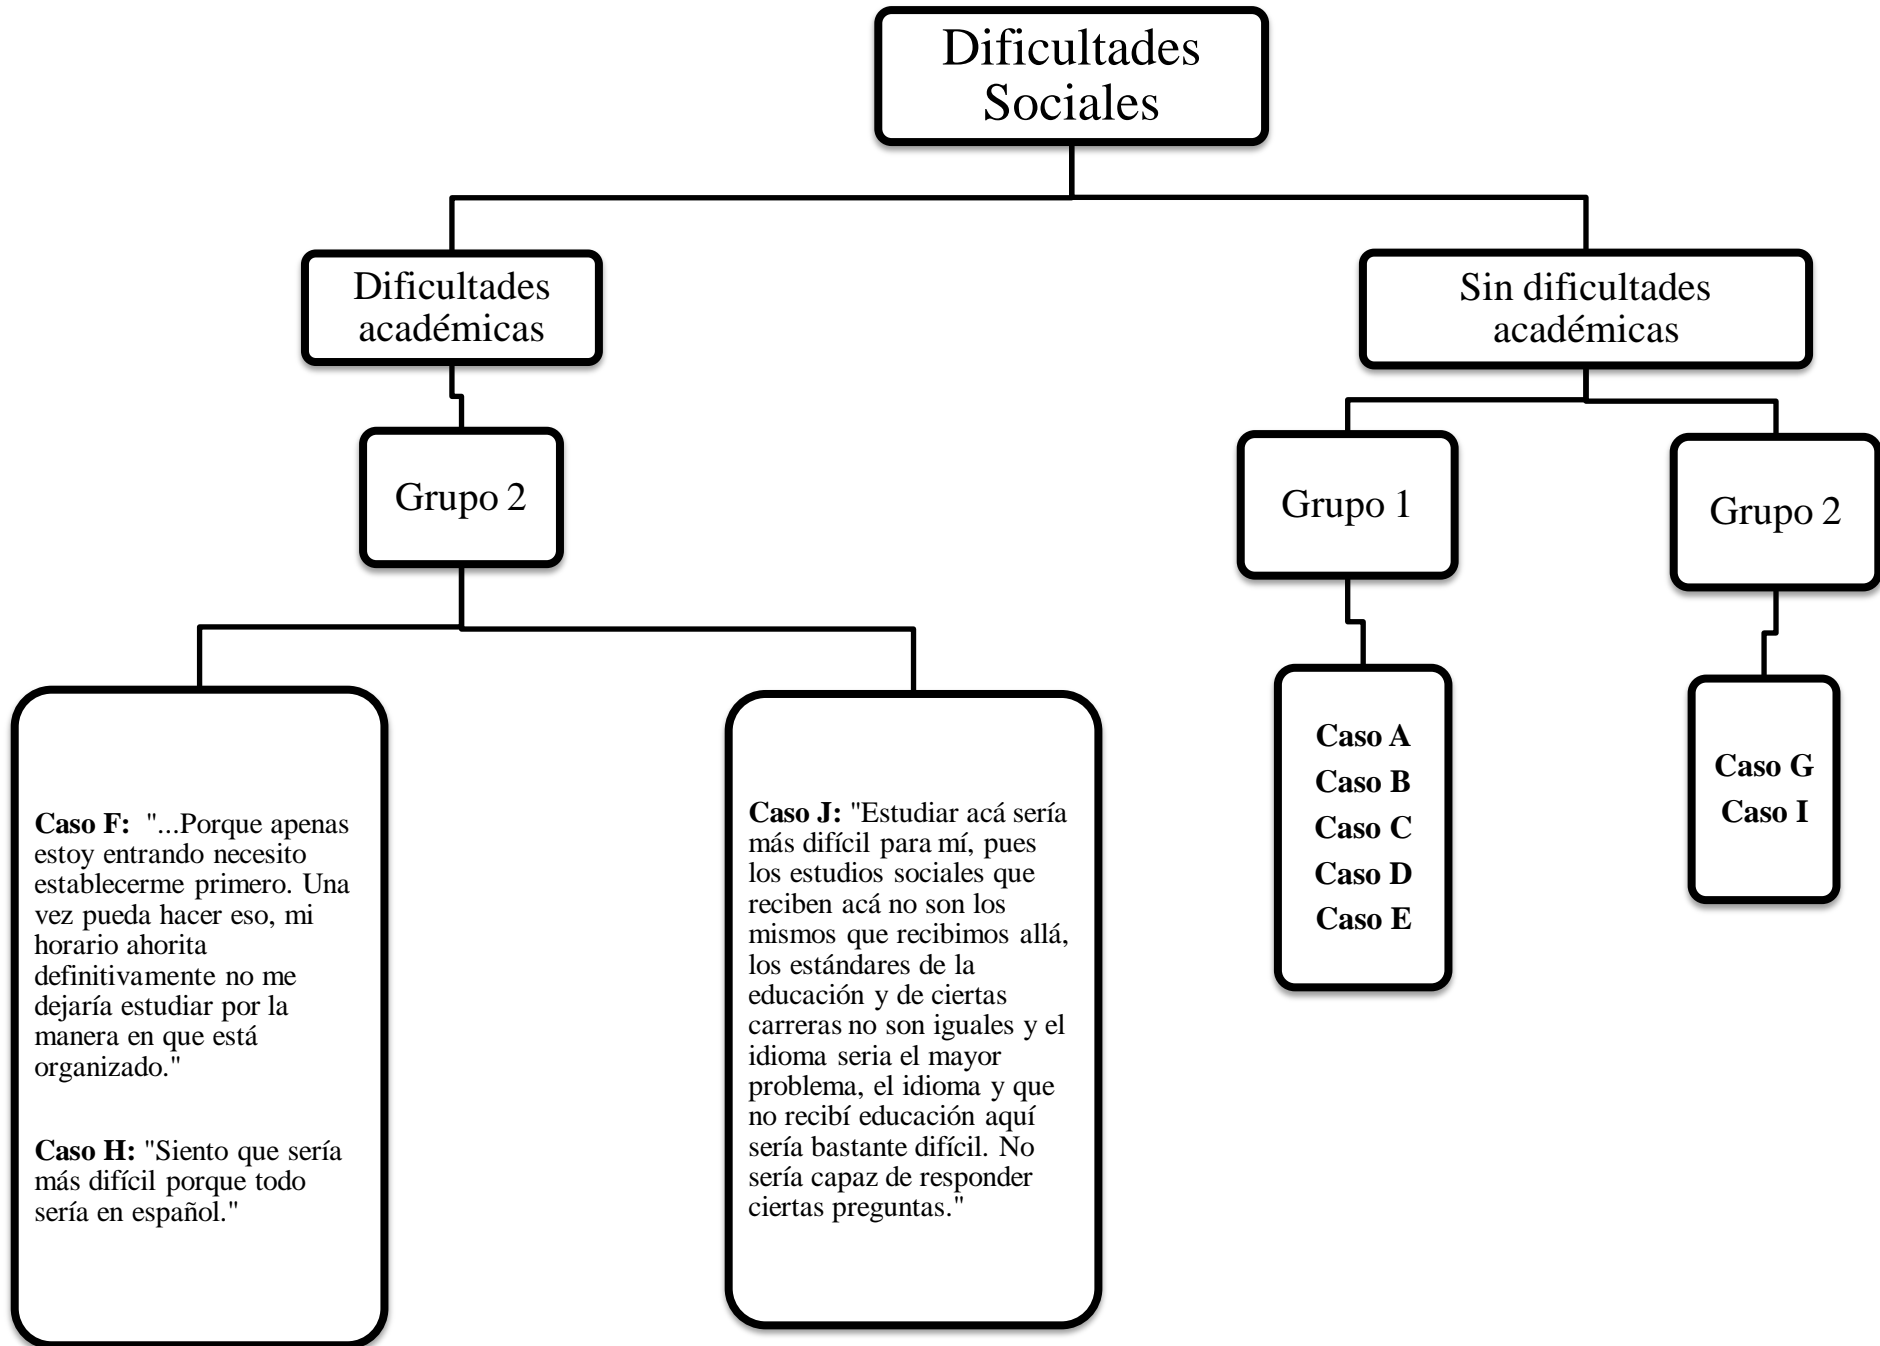 Dificultades
Sociales
Dificultades
académicas
Sin dificultades
académicas
Grupo 2
Grupo 1
Grupo 2
Caso F: "...Porque apenas
estoy entrando necesito
establecerme primero. Una
vez pueda hacer eso, mi
horario ahorita
definitivamente no me
dejaría estudiar por la
manera en que está
organizado."
Caso H: "Siento que sería
más difícil porque todo
sería en español."
Caso J: "Estudiar acá sería
más difícil para mí, pues
los estudios sociales que
reciben acá no son los
mismos que recibimos allá,
los estándares de la
educación y de ciertas
carreras no son iguales y el
idioma seria el mayor
problema, el idioma y que
no recibí educación aquí
sería bastante difícil. No
sería capaz de responder
ciertas preguntas."
Caso A
Caso B
Caso C
Caso D
Caso E
Caso G
Caso I